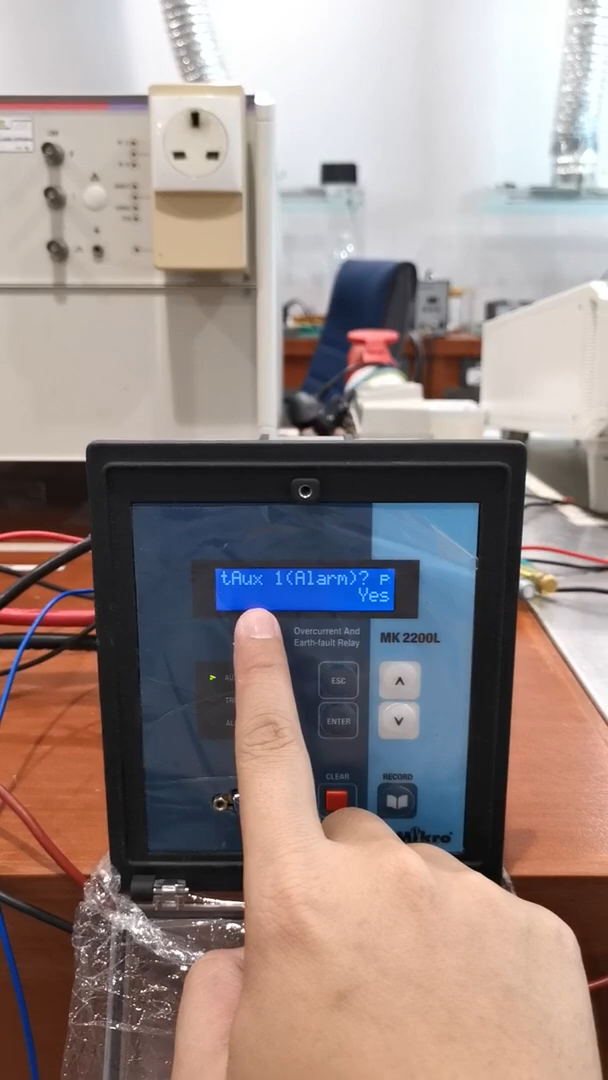 tAux 1(Alarm)? P
Yes
Overcurrent And
Earth-fault Relay
MK 2200L
ESC
ENTER
CLEAR
RECORD
Mikro